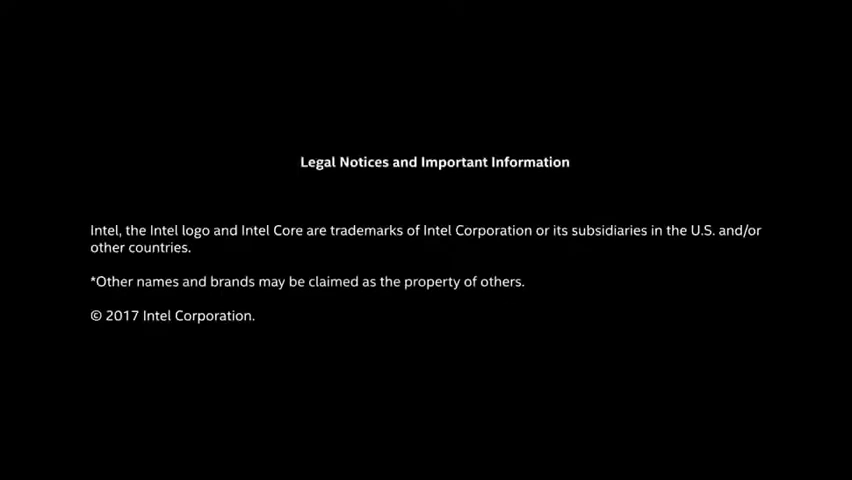 Legal Notices and Important Information
Intel, the Intel logo and Intel Core are trademarks of Intel Corporation or its subsidiaries in the U.S. and/or
other countries.
*Other names and brands may be claimed as the property of others.
© 2017 Intel Corporation.